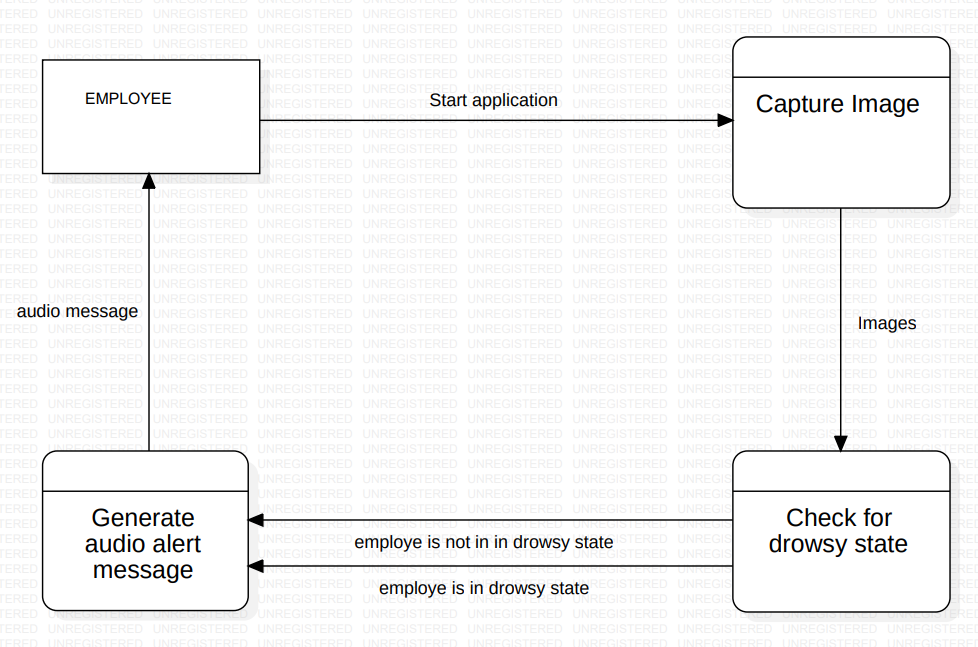 EMPLOYEE
Start application
Capture Image
audio message
Images
Generate
audio alert
message
employe is not in in drowsy state
employe is in drowsy state
Check for
drowsy state
UNREGISTERED